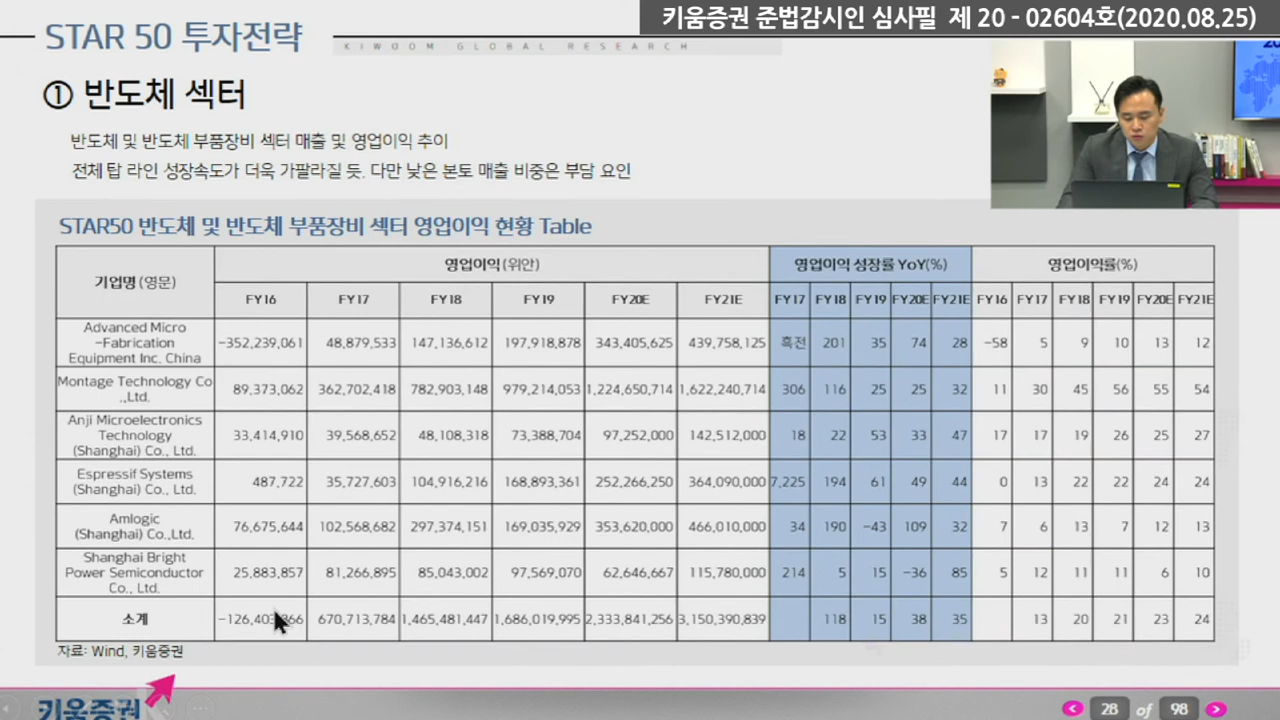 키움증권 준법감시인 심사필 제 20 - 02604호(2020.08.25)
STAR 50 투자전략
KIWOOM GLOBAL RESEARCH
① 반도체 섹터
반도체 및 반도체 부품장비 섹터 매출 및 영업이익 추이
전체 탑 라인 성장속도가 더욱 가팔라질 듯. 다만 낮은 본토 매출 비중은 부담 요인
STAR50 반도체 및 반도체 부품장비 섹터 영업이익 현황 Table
기업명 (영문) 영업이익 (위안) 영업이익 성장률 YoY(%) 영업이익률(%)
FY16 FY17 FY18 FY19 FY20E FY21E FY17 FY18 FY19 FY20E FY21E FY16 FY17 FY18 FY19 FY20E FY21E
Advanced Micro
-Fabrication
Equipment Inc. China
-352,239,061 48,879,533 147,136,612 197,918,878 343,405,625 439,758,125 흑전 201 35 74 28 -58 5 9 10 13 12
Montage Technology Co
.,Ltd.
89,373,062 362,702,418 782,903,148 979,214,053 1,224,650,714 1,622,240,714 306 116 25 25 32 11 30 45 56 55 54
Anji Microelectronics
Technology
(Shanghai) Co., Ltd.
33,414,910 39,568,652 48,108,318 73,388,704 97,252,000 142,512,000 18 22 53 33 47 17 17 19 26 25 27
Espressif Systems
(Shanghai) Co., Ltd.
487,722 35,727,603 104,916,216 168,893,361 252,266,250 364,090,000 7,225 194 61 49 44 0 13 22 22 24 24
Amlogic
(Shanghai) Co.,Ltd.
76,675,644 102,568,682 297,374,151 169,035,929 353,620,000 466,010,000 34 190 -43 109 32 7 6 13 7 12 13
Shanghai Bright
Power Semiconductor
Co., Ltd.
25,883,857 81,266,895 85,043,002 97,569,070 62,646,667 115,780,000 214 5 15 -36 85 5 12 11 11 6 10
소계 670,713,784 1,465,481,447 1,686,019,995 2,333,841,256 3,150,390,839 118 15 38 35 13 20 21 23 24
자료: Wind, 키움증권
키움증권
28 of 98